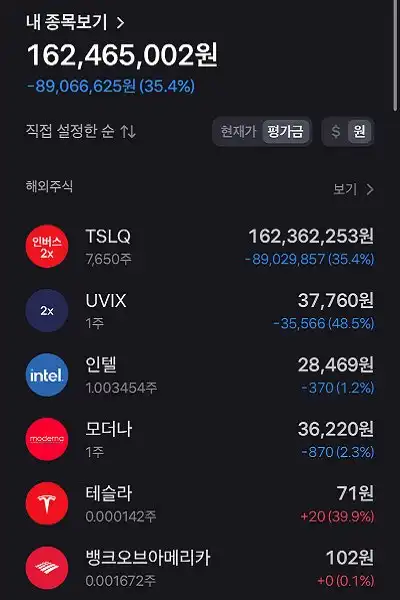 내 종목보기 >
162,465,002원
-89,066,625원 (35.4%)
직접 설정한 순 ↑↓ 현재가 평가금 $ 원
해외주식 보기 >
인버스 2x TSLQ 162,362,253원
7,650주 -89,029,857 (35.4%)
2x UVIX 37,760원
1주 -35,566 (48.5%)
intel. 인텔 28,469원
1.003454주 -370 (1.2%)
moderna 모더나 36,220원
1주 -870 (2.3%)
테슬라 71원
0.000142주 +20 (39.9%)
뱅크오브아메리카 102원
0.001672주 +0 (0.1%)